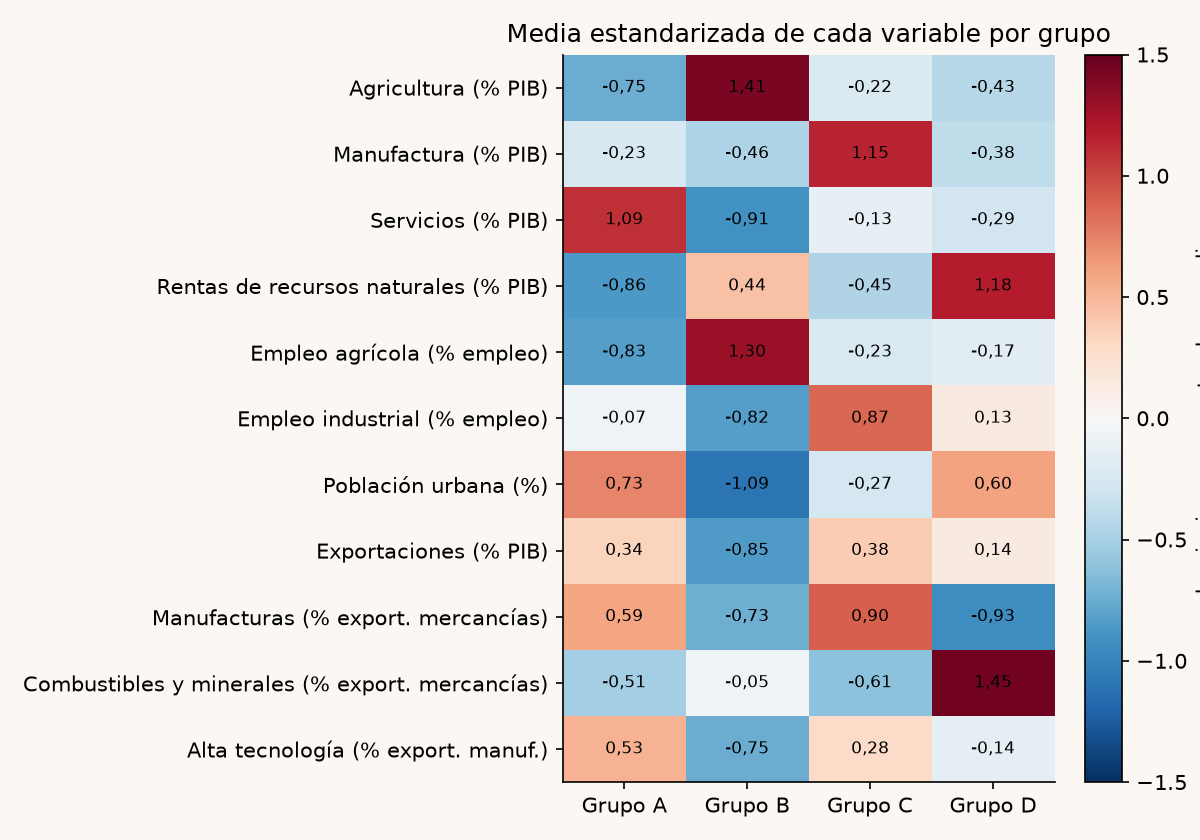 Media estandarizada de cada variable por grupo
Agricultura (% PIB) -0,75 1,41 -0,22 -0,43
Manufactura (% PIB) -0,23 -0,46 1,15 -0,38
Servicios (% PIB) 1,09 -0,91 -0,13 -0,29
Rentas de recursos naturales (% PIB) -0,86 0,44 -0,45 1,18
Empleo agrícola (% empleo) -0,83 1,30 -0,23 -0,17
Empleo industrial (% empleo) -0,07 -0,82 0,87 0,13
Población urbana (%) 0,73 -1,09 -0,27 0,60
Exportaciones (% PIB) 0,34 -0,85 0,38 0,14
Manufacturas (% export. mercancías) 0,59 -0,73 0,90 -0,93
Combustibles y minerales (% export. mercancías) -0,51 -0,05 -0,61 1,45
Alta tecnología (% export. manuf.) 0,53 -0,75 0,28 -0,14
Grupo A Grupo B Grupo C Grupo D
1.5
1.0
0.5
0.0
−0.5
−1.0
−1.5